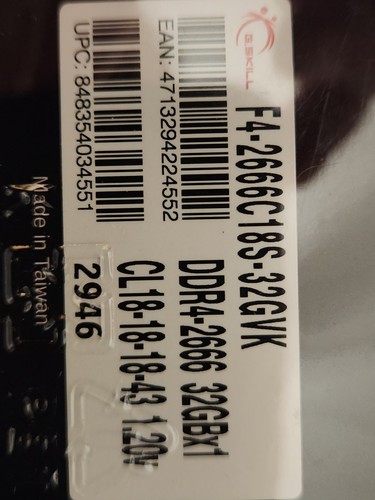 G.SKILL
F4-2666C18S-32GVK
EAN: 4713294224552
DDR4-2666 32GBx1
UPC: 848354034551
CL18-18-18-43 1.20v
2946
Made in Taiwan